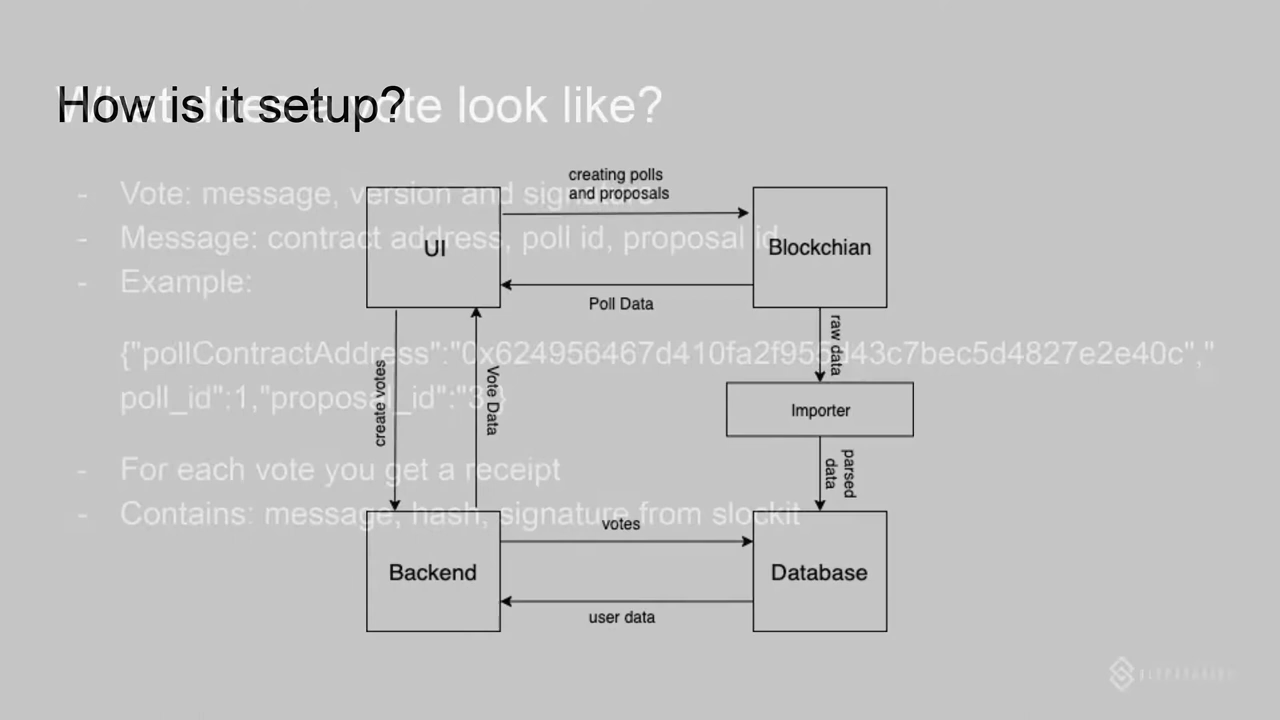 How is it setup?
What does a vote look like?
creating polls
and proposals
- Vote: message, version and signature
UI
Blockchian
- Message: contract address, poll id, proposal id
- Example:
Poll Data
raw data
{"pollContractAddress":"0x624956467d410fa2f955d43c7bec5d4827e2e40c","
poll_id":1,"proposal_id":"3"}
create votes
Vote Data
Importer
parsed
data
- For each vote you get a receipt
- Contains: message, hash, signature from slockit
votes
Backend
Database
user data